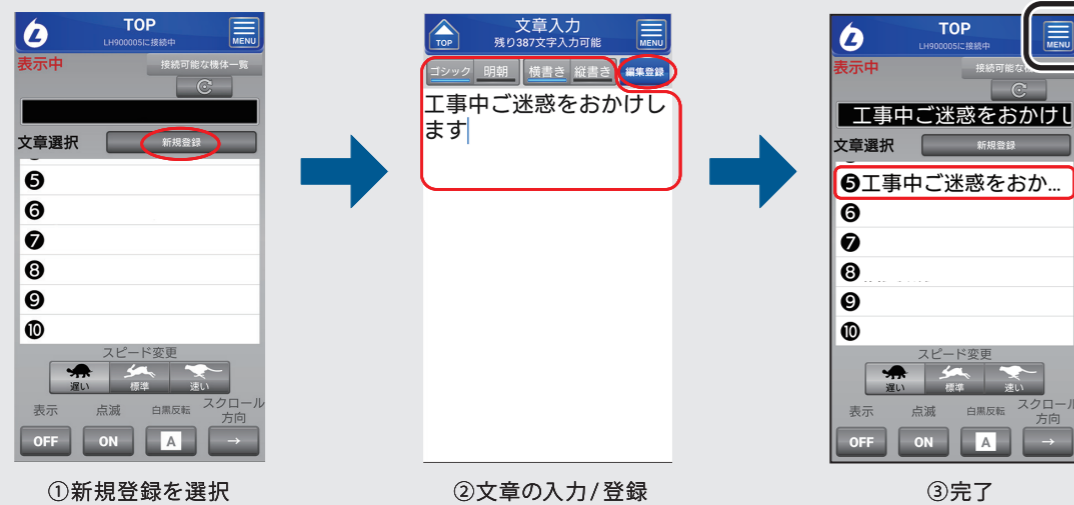 TOP
LH900005に接続中
MENU
表示中
接続可能な機体一覧
文章選択
新規登録
❺
❻
❼
❽
❾
❿
スピード変更
遅い
標準
速い
表示
点滅
白黒反転
スクロール
方向
OFF
ON
A
→
①新規登録を選択
TOP
文章入力
残り387文字入力可能
MENU
ゴシック
明朝
横書き
縦書き
編集登録
工事中ご迷惑をおかけし
ます
②文章の入力/登録
TOP
LH900005に接続中
MENU
表示中
接続可能な
工事中ご迷惑をおかけし
文章選択
新規登録
❺工事中ご迷惑をおか...
❻
❼
❽
❾
❿
スピード変更
遅い
標準
速い
表示
点滅
白黒反転
スクロール
方向
OFF
ON
A
→
③完了